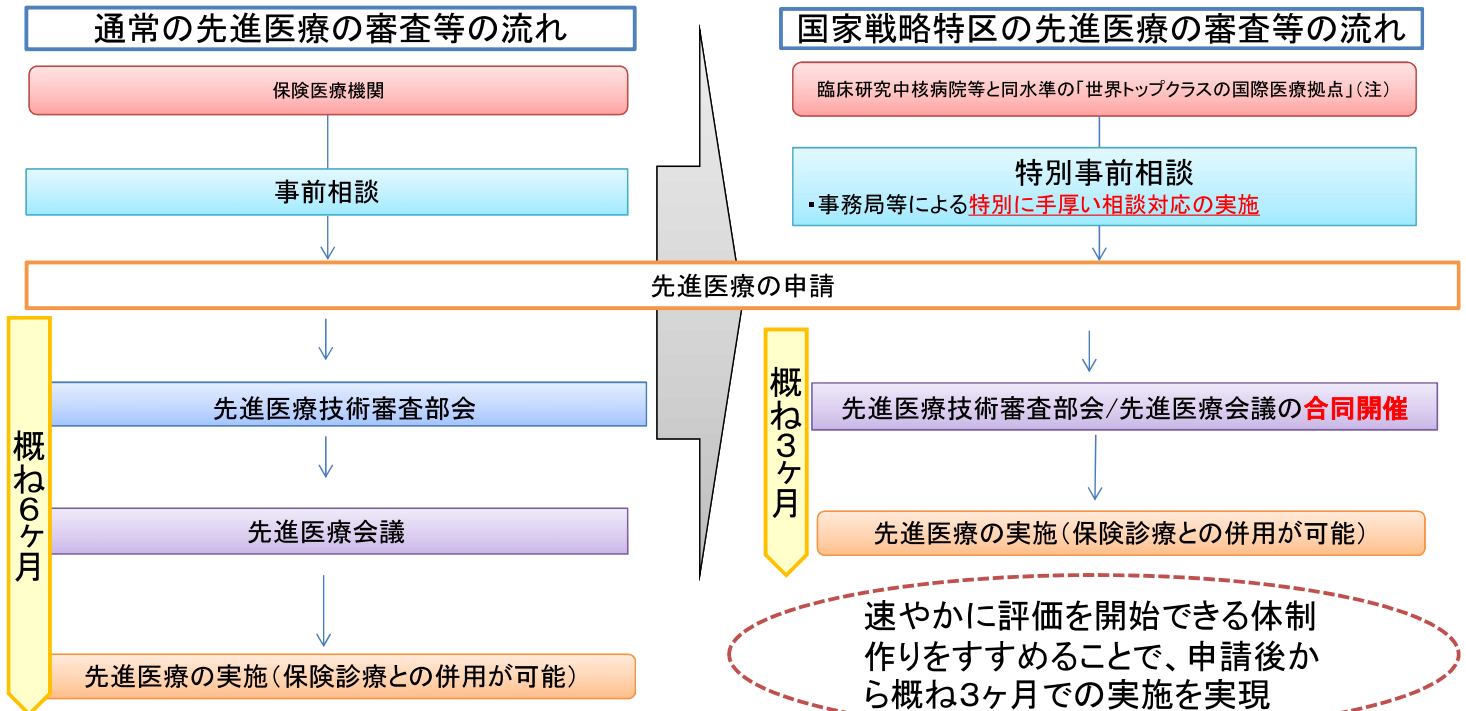 通常の先進医療の審査等の流れ
保険医療機関
事前相談
国家戦略特区の先進医療の審査等の流れ
臨床研究中核病院等と同水準の「世界トップクラスの国際医療拠点」(注)
特別事前相談
・事務局等による特別に手厚い相談対応の実施
先進医療の申請
概ね6ヶ月
先進医療技術審査部会
先進医療会議
先進医療の実施(保険診療との併用が可能)
概ね3ヶ月
先進医療技術審査部会/先進医療会議の合同開催
先進医療の実施(保険診療との併用が可能)
速やかに評価を開始できる体制
作りをすすめることで、申請後か
ら概ね3ヶ月での実施を実現